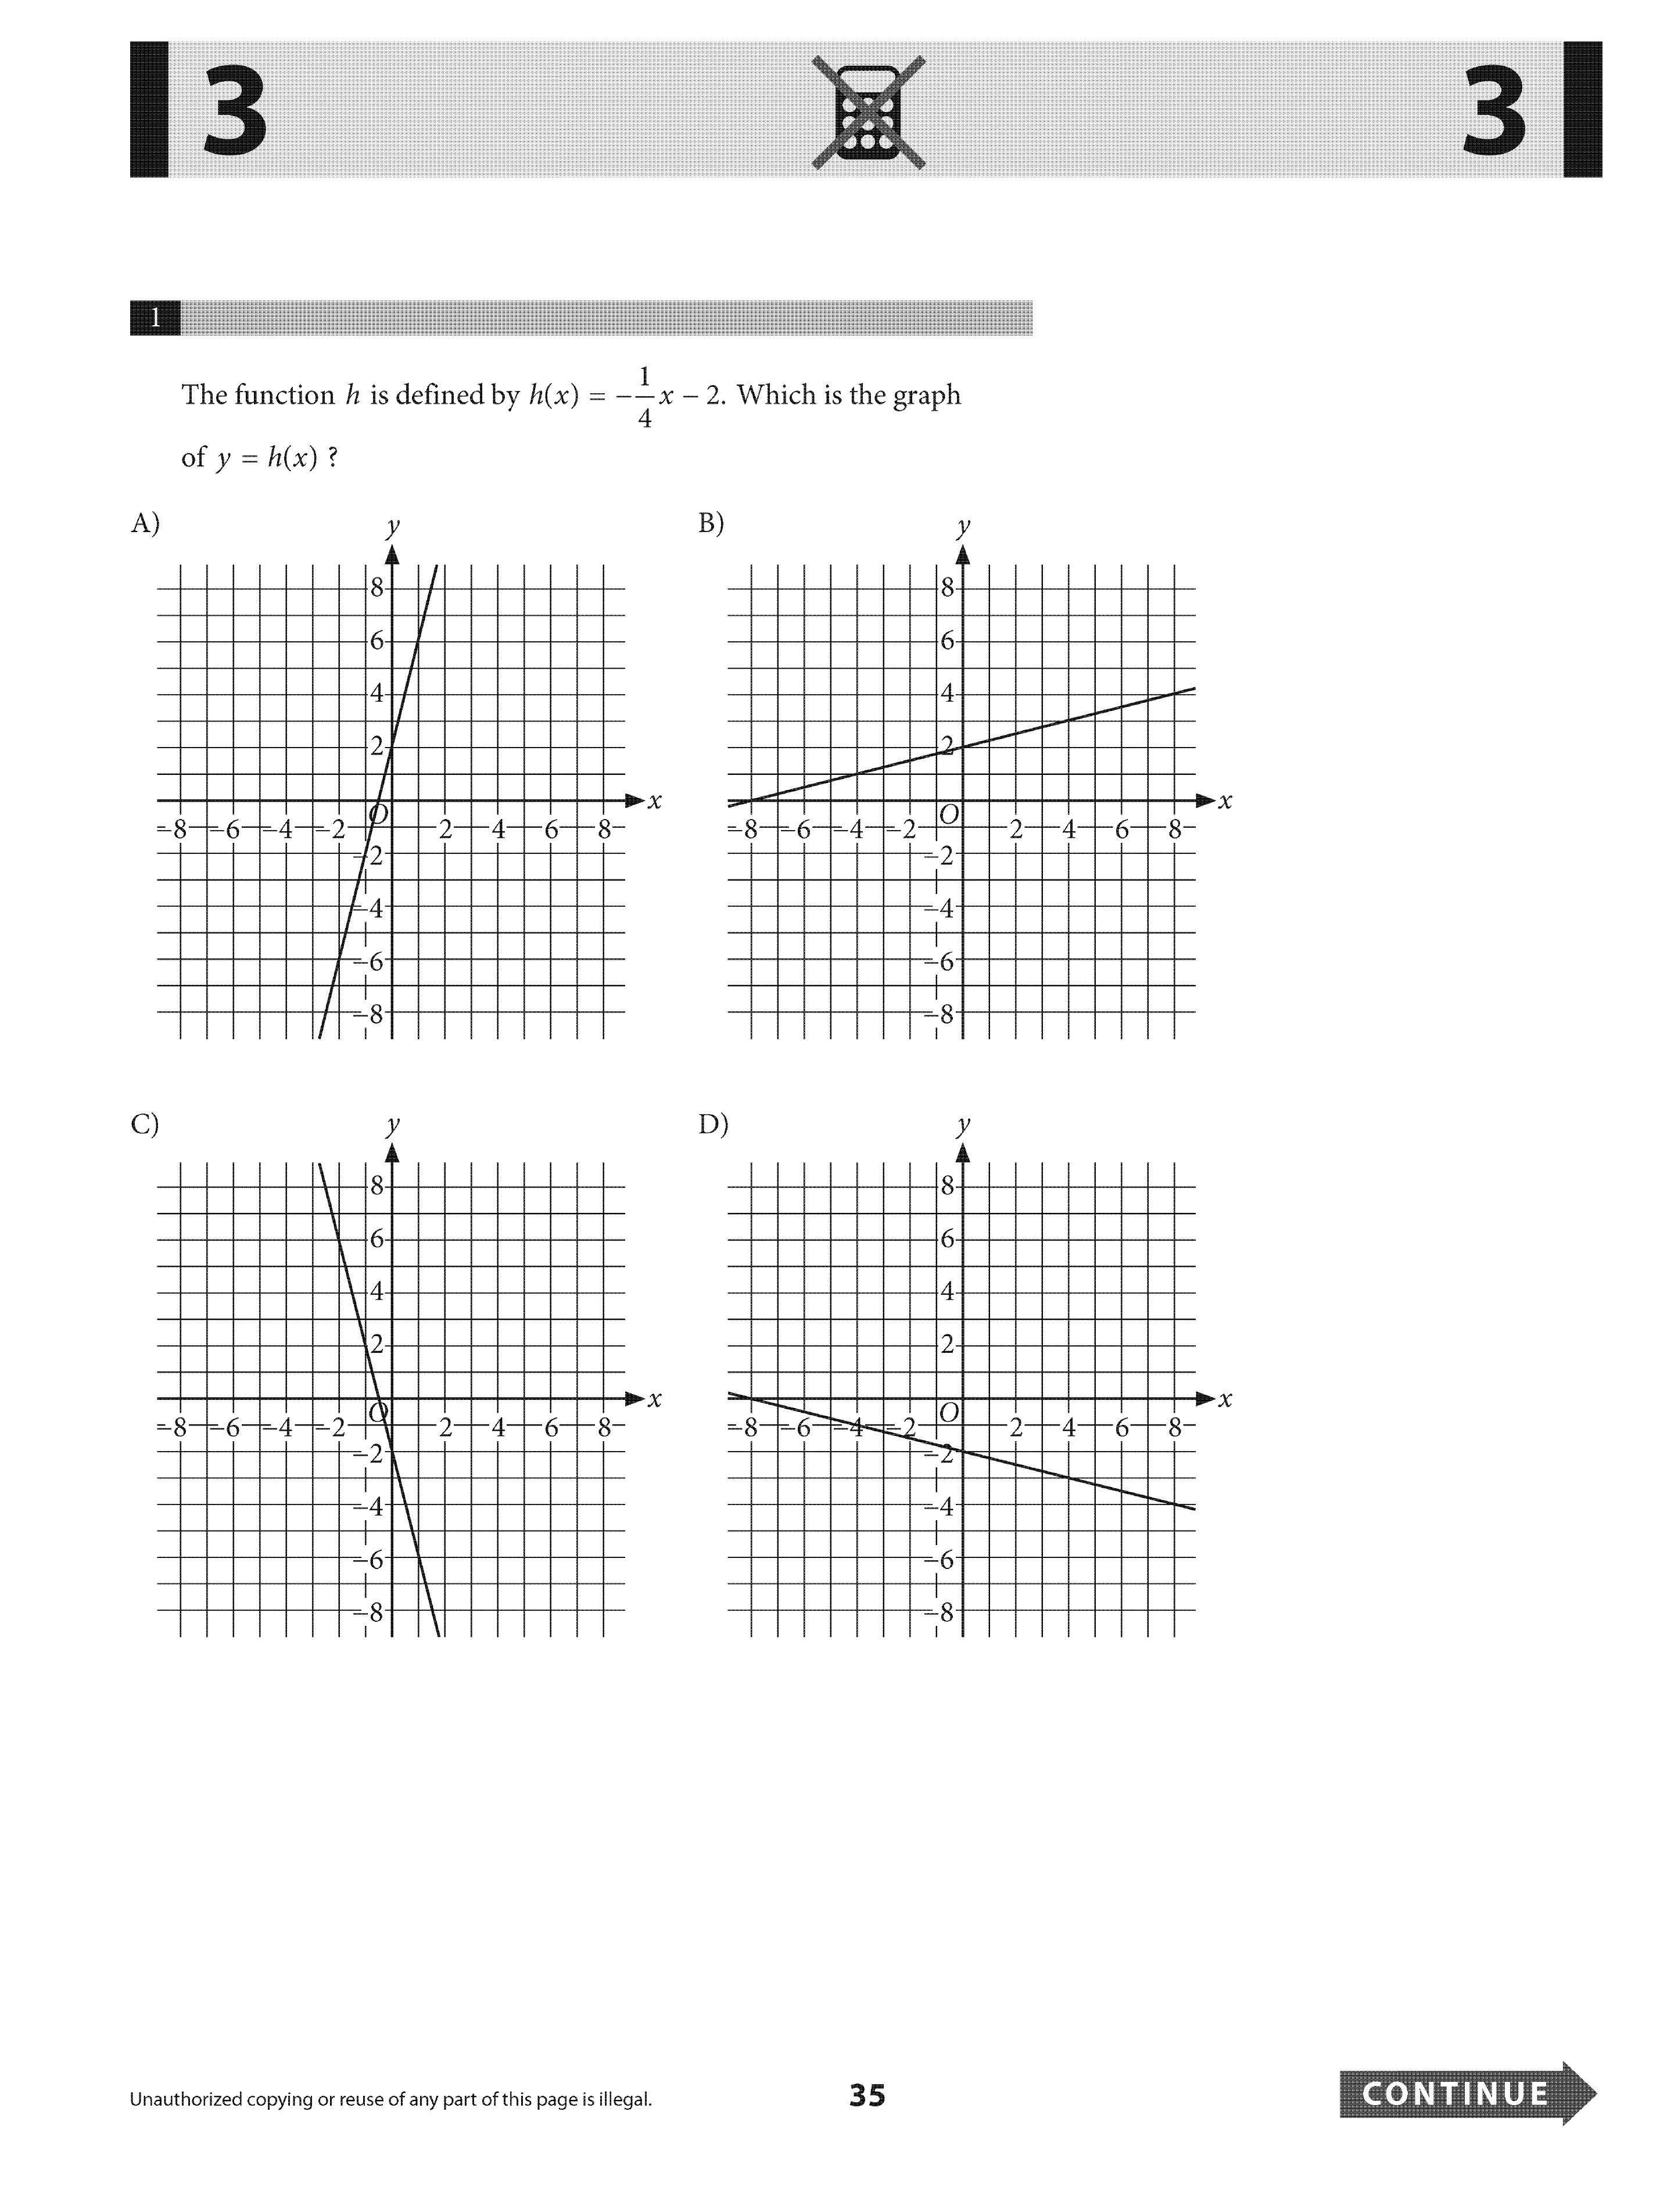 3 3
1
The function h is defined by h(x) = −1/4 x − 2. Which is the graph
of y = h(x) ?
A) B)
y y
8 8
6 6
4 4
2 2
O x O x
−8 −6 −4 −2 2 4 6 8 −8 −6 −4 −2 2 4 6 8
−2 −2
−4 −4
−6 −6
−8 −8
C) D)
y y
8 8
6 6
4 4
2 2
O x O x
−8 −6 −4 −2 2 4 6 8 −8 −6 −4 −2 2 4 6 8
−2 −2
−4 −4
−6 −6
−8 −8
Unauthorized copying or reuse of any part of this page is illegal. 35 CONTINUE